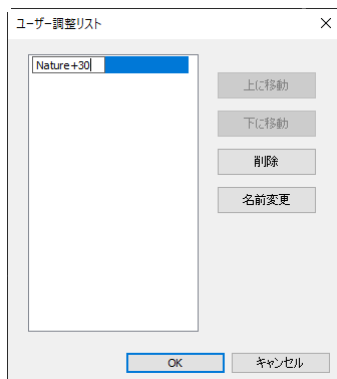 ユーザー調整リスト
Nature+30
上に移動
下に移動
削除
名前変更
OK
キャンセル